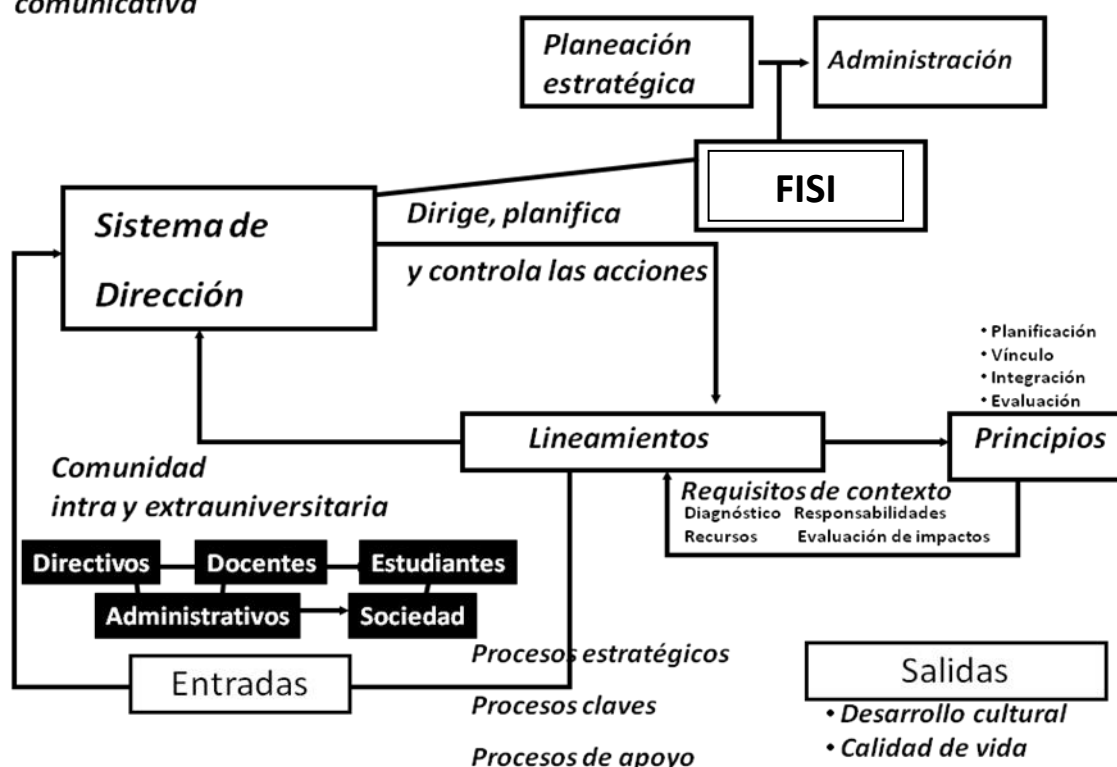 comunicativa
Planeación
estratégica
Administración
FISI
Sistema de
Dirección
Dirige, planifica
y controla las acciones
• Planificación
• Vínculo
• Integración
• Evaluación
Lineamientos
Principios
Comunidad
intra y extrauniversitaria
Requisitos de contexto
Diagnóstico Responsabilidades
Recursos Evaluación de impactos
Directivos Docentes Estudiantes
Administrativos Sociedad
Entradas
Procesos estratégicos
Procesos claves
Procesos de apoyo
Salidas
• Desarrollo cultural
• Calidad de vida